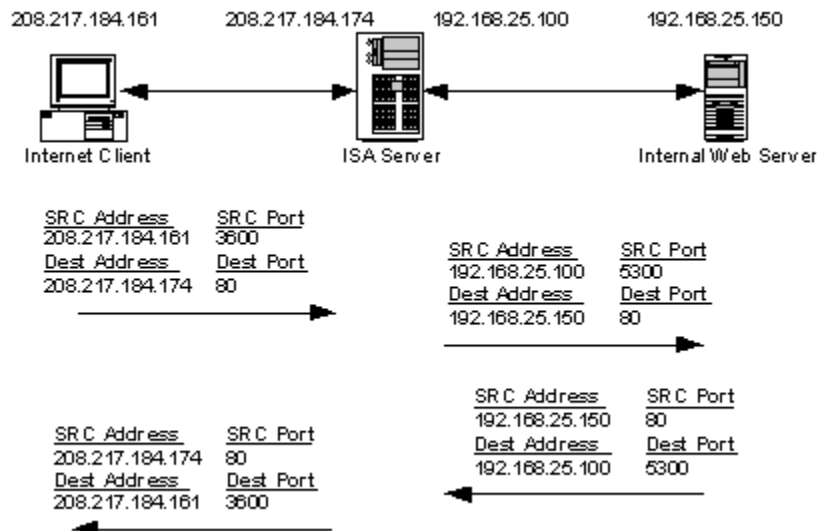 208.217.184.161 208.217.184.174 192.168.25.100 192.168.25.150
Internet Client ISA Server Internal Web Server
SRC Address SRC Port
208.217.184.161 3600
Dest Address Dest Port
208.217.184.174 80
SRC Address SRC Port
192.168.25.100 5300
Dest Address Dest Port
192.168.25.150 80
SRC Address SRC Port
192.168.25.150 80
Dest Address Dest Port
192.168.25.100 5300
SRC Address SRC Port
208.217.184.174 80
Dest Address Dest Port
208.217.184.161 3600